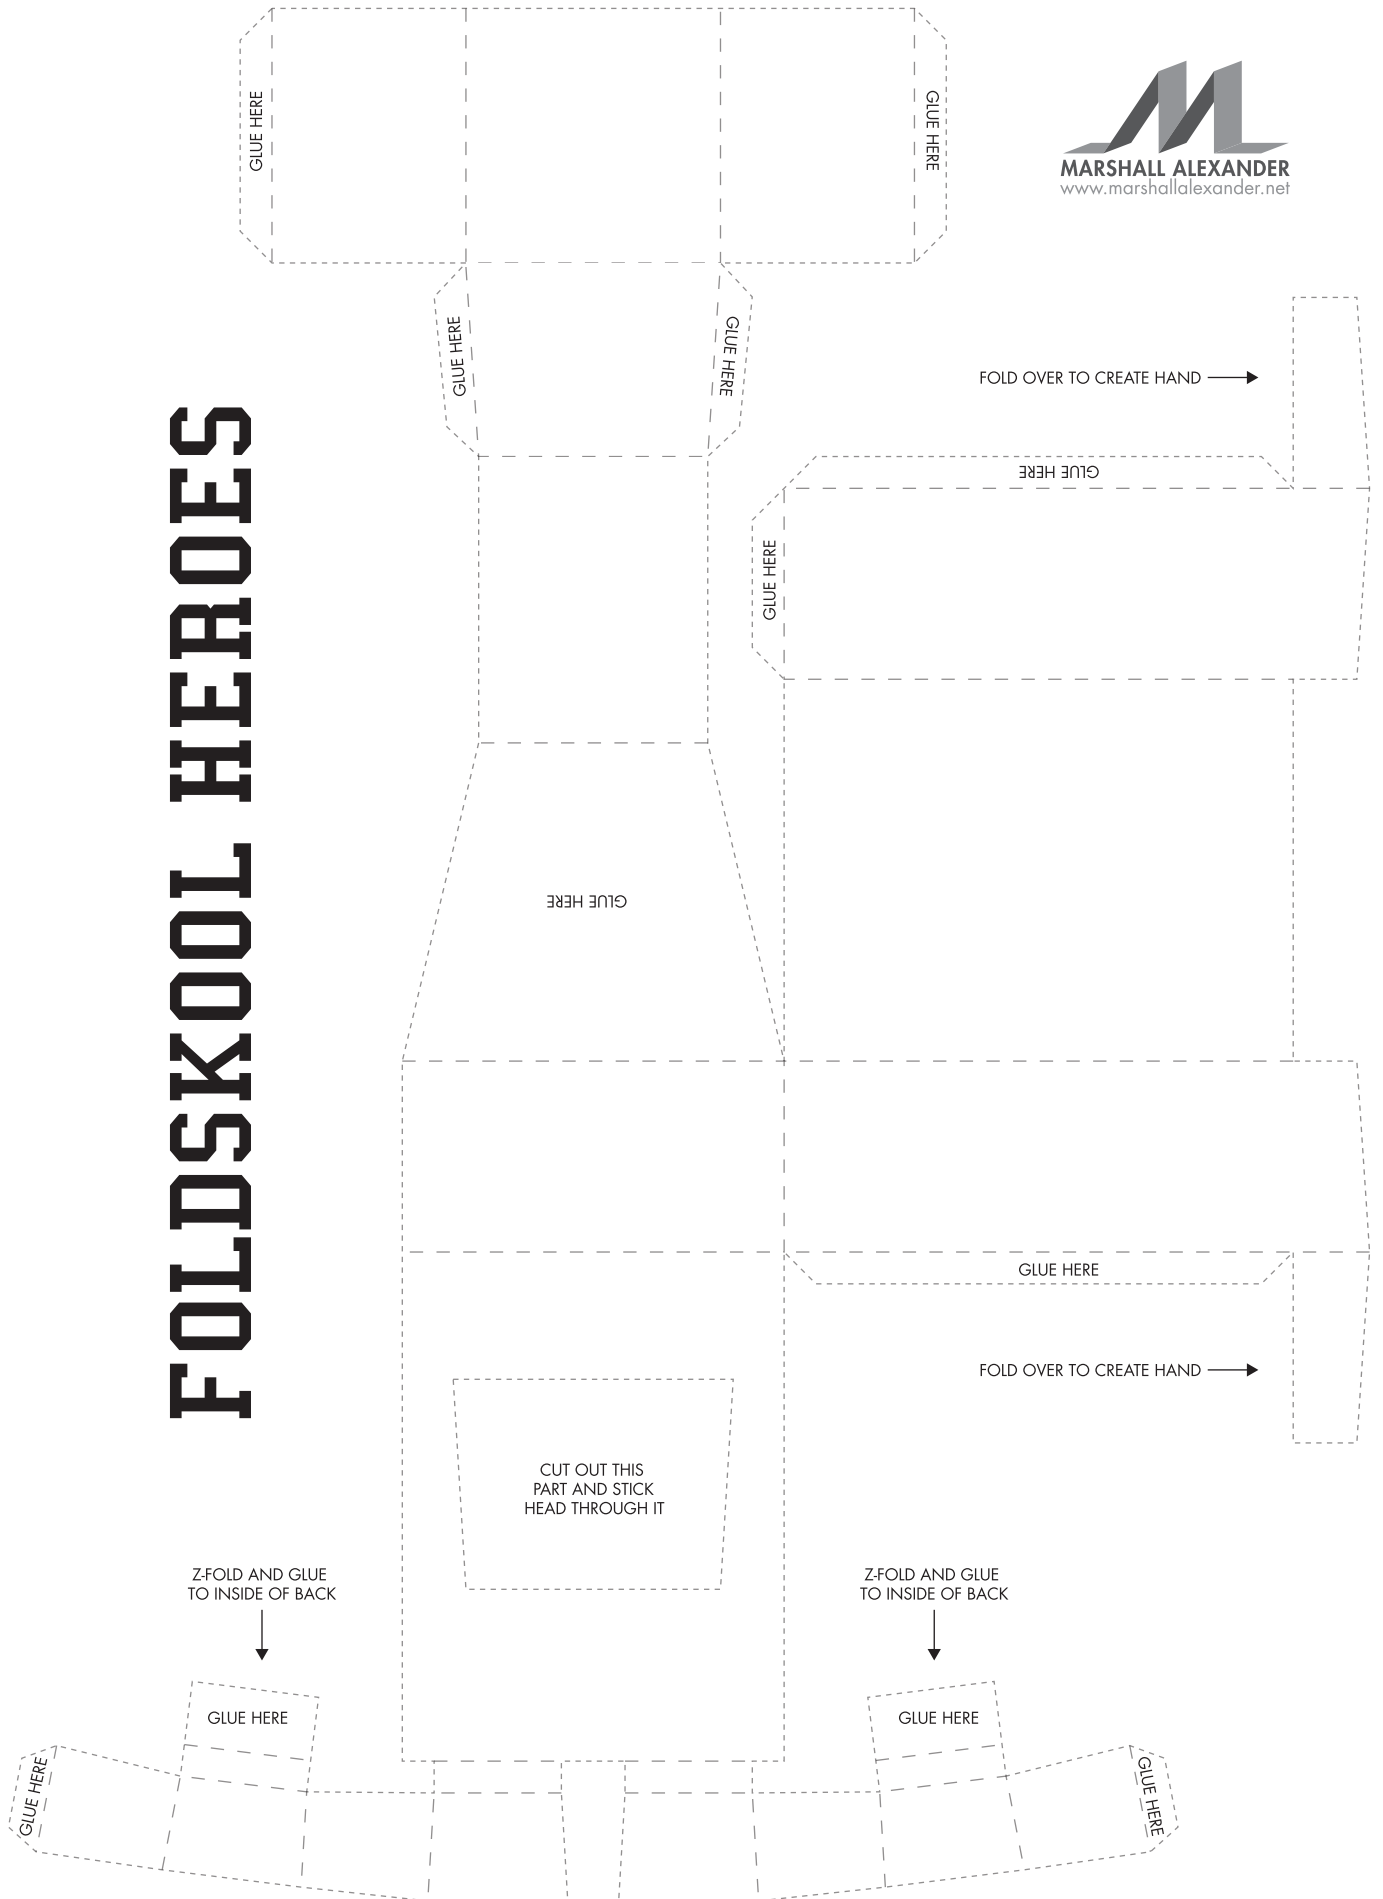 GLUE HERE
GLUE HERE
MARSHALL ALEXANDER
www.marshallalexander.net
GLUE HERE
GLUE HERE
FOLD OVER TO CREATE HAND
GLUE HERE
GLUE HERE
FOLDSKOOL HEROES
GLUE HERE
GLUE HERE
FOLD OVER TO CREATE HAND
CUT OUT THIS
PART AND STICK
HEAD THROUGH IT
Z-FOLD AND GLUE
TO INSIDE OF BACK
Z-FOLD AND GLUE
TO INSIDE OF BACK
GLUE HERE
GLUE HERE
GLUE HERE
GLUE HERE